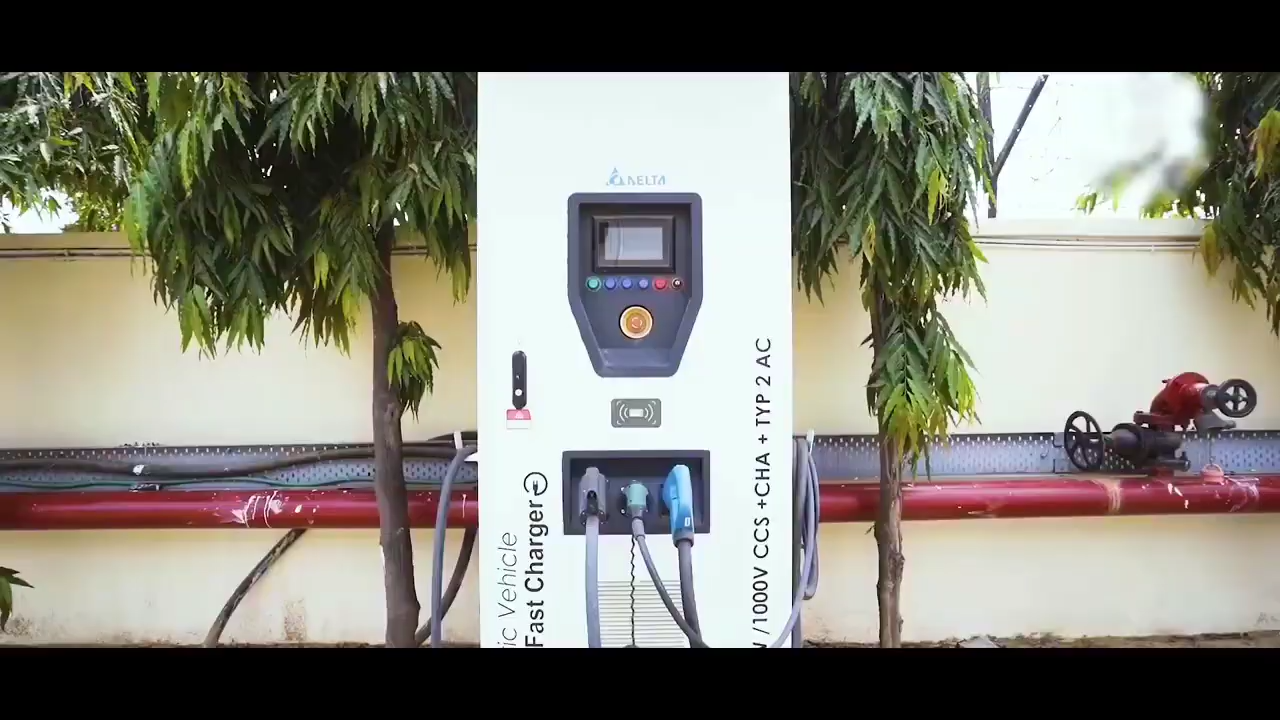 DELTA
ic Vehicle
Fast Charger
/1000V CCS +CHA + TYP 2 AC